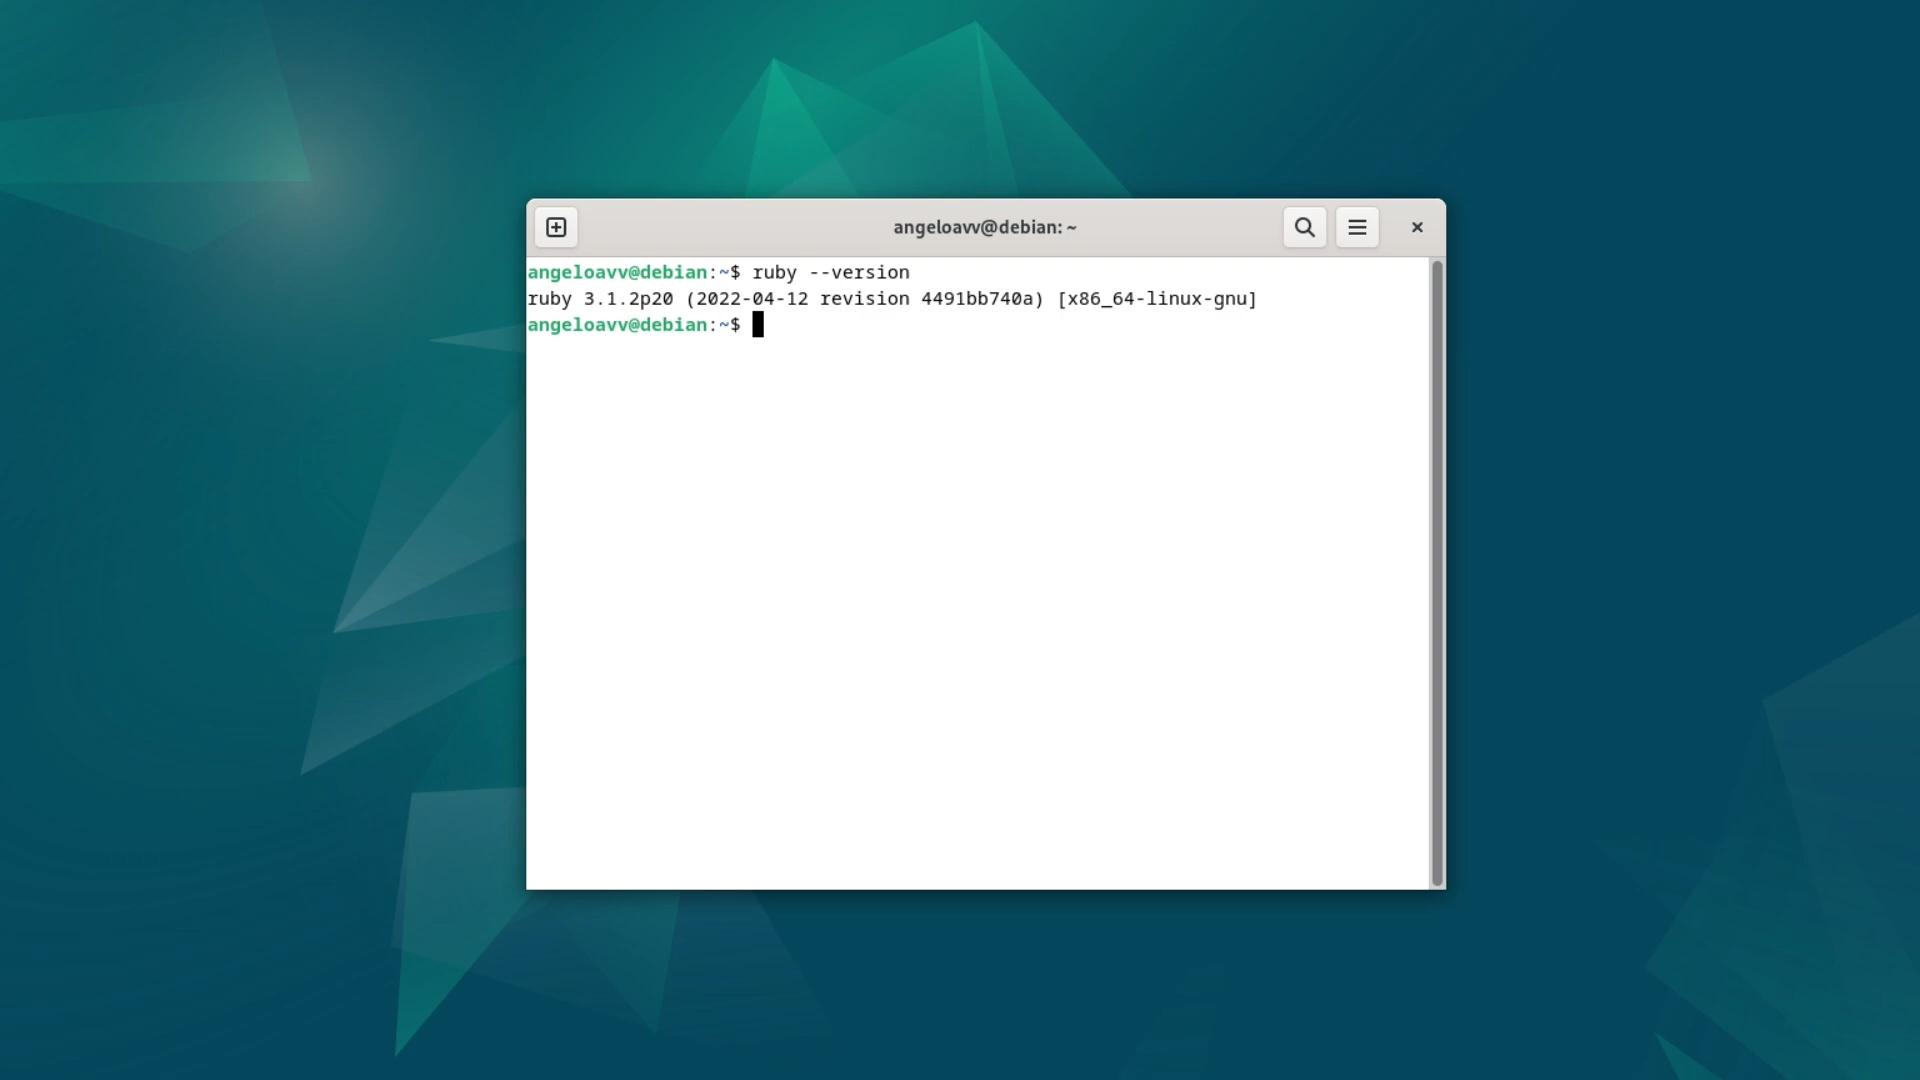 angeloavv@debian: ~
angeloavv@debian:~$ ruby --version
ruby 3.1.2p20 (2022-04-12 revision 4491bb740a) [x86_64-linux-gnu]
angeloavv@debian:~$